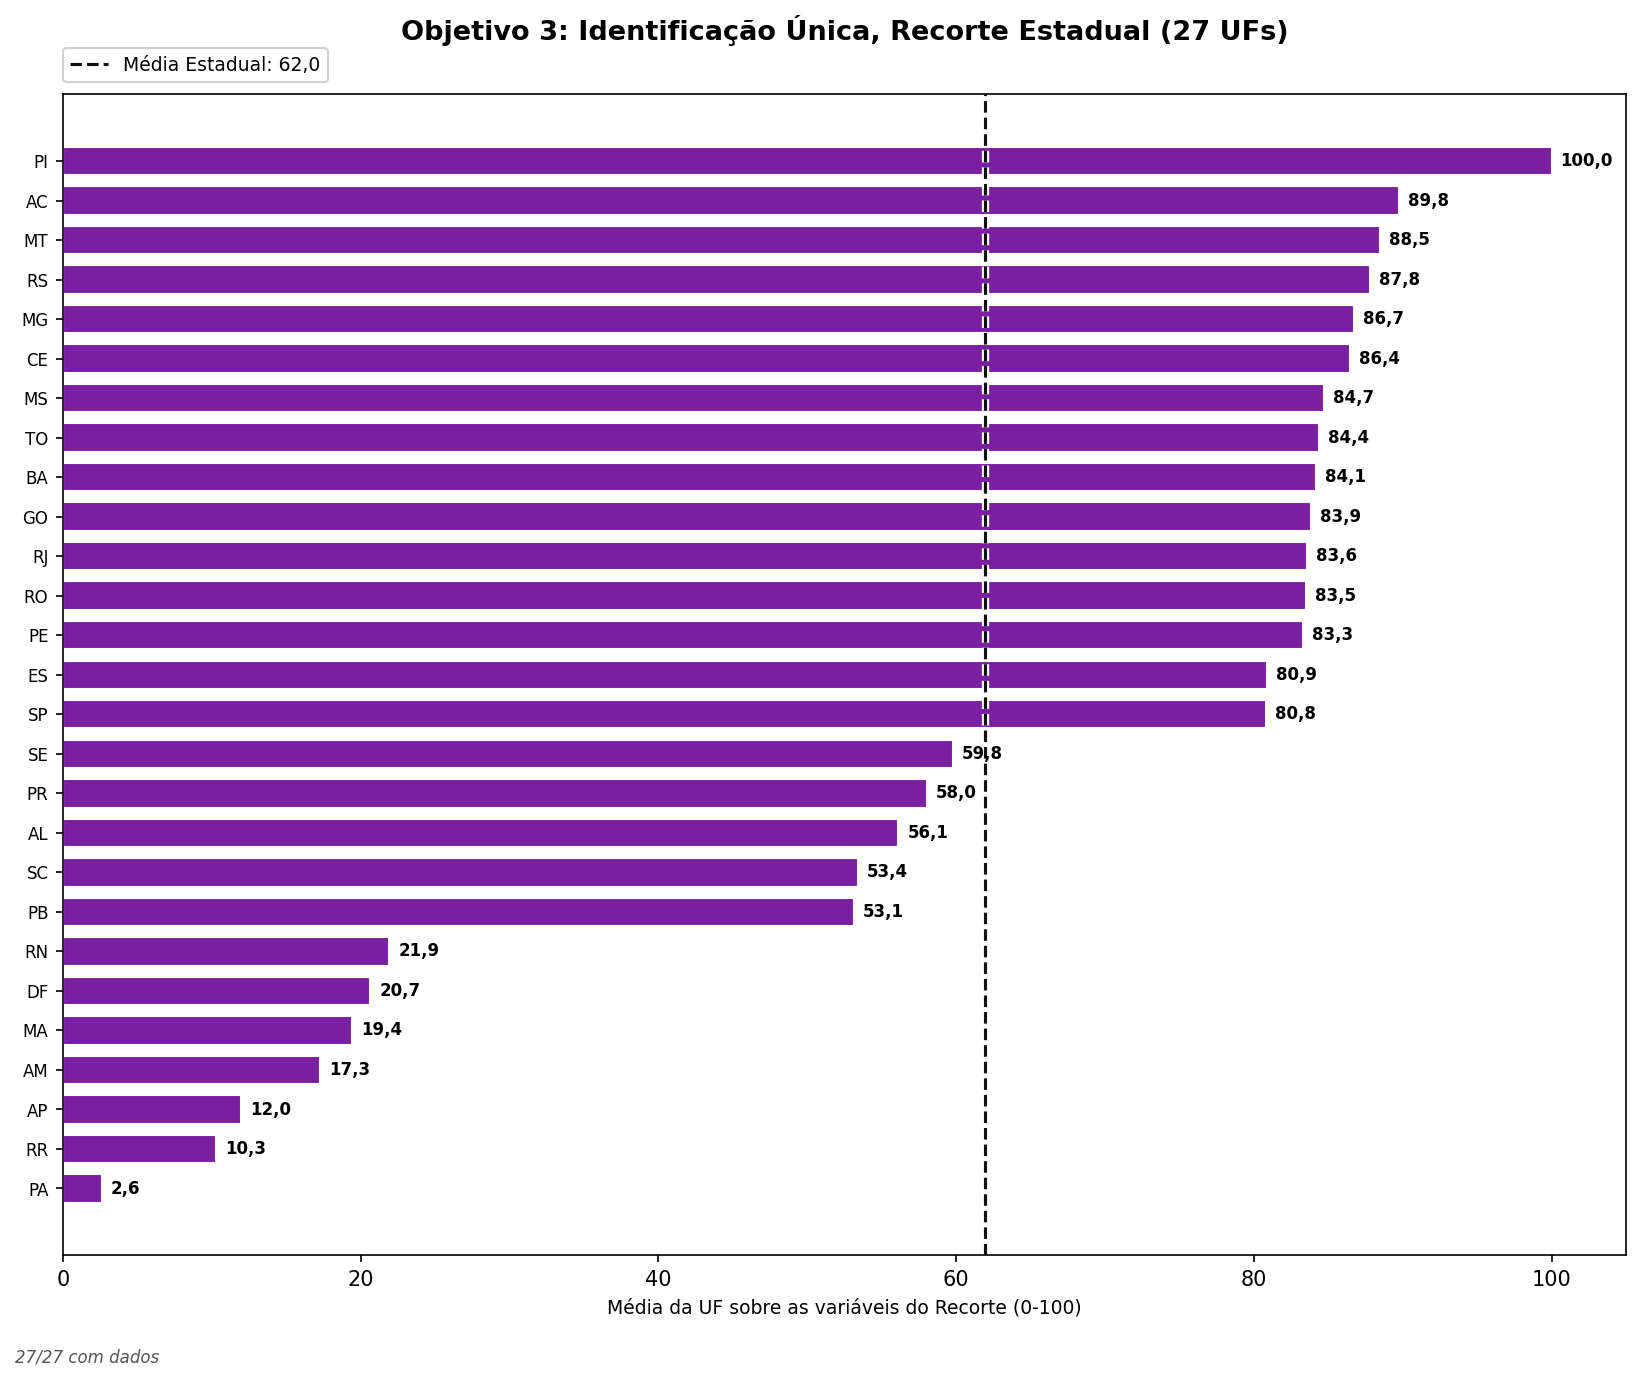 Objetivo 3: Identificação Única, Recorte Estadual (27 UFs)
Média Estadual: 62,0
PI 100,0
AC 89,8
MT 88,5
RS 87,8
MG 86,7
CE 86,4
MS 84,7
TO 84,4
BA 84,1
GO 83,9
RJ 83,6
RO 83,5
PE 83,3
ES 80,9
SP 80,8
SE 59,8
PR 58,0
AL 56,1
SC 53,4
PB 53,1
RN 21,9
DF 20,7
MA 19,4
AM 17,3
AP 12,0
RR 10,3
PA 2,6
0 20 40 60 80 100
Média da UF sobre as variáveis do Recorte (0-100)
27/27 com dados